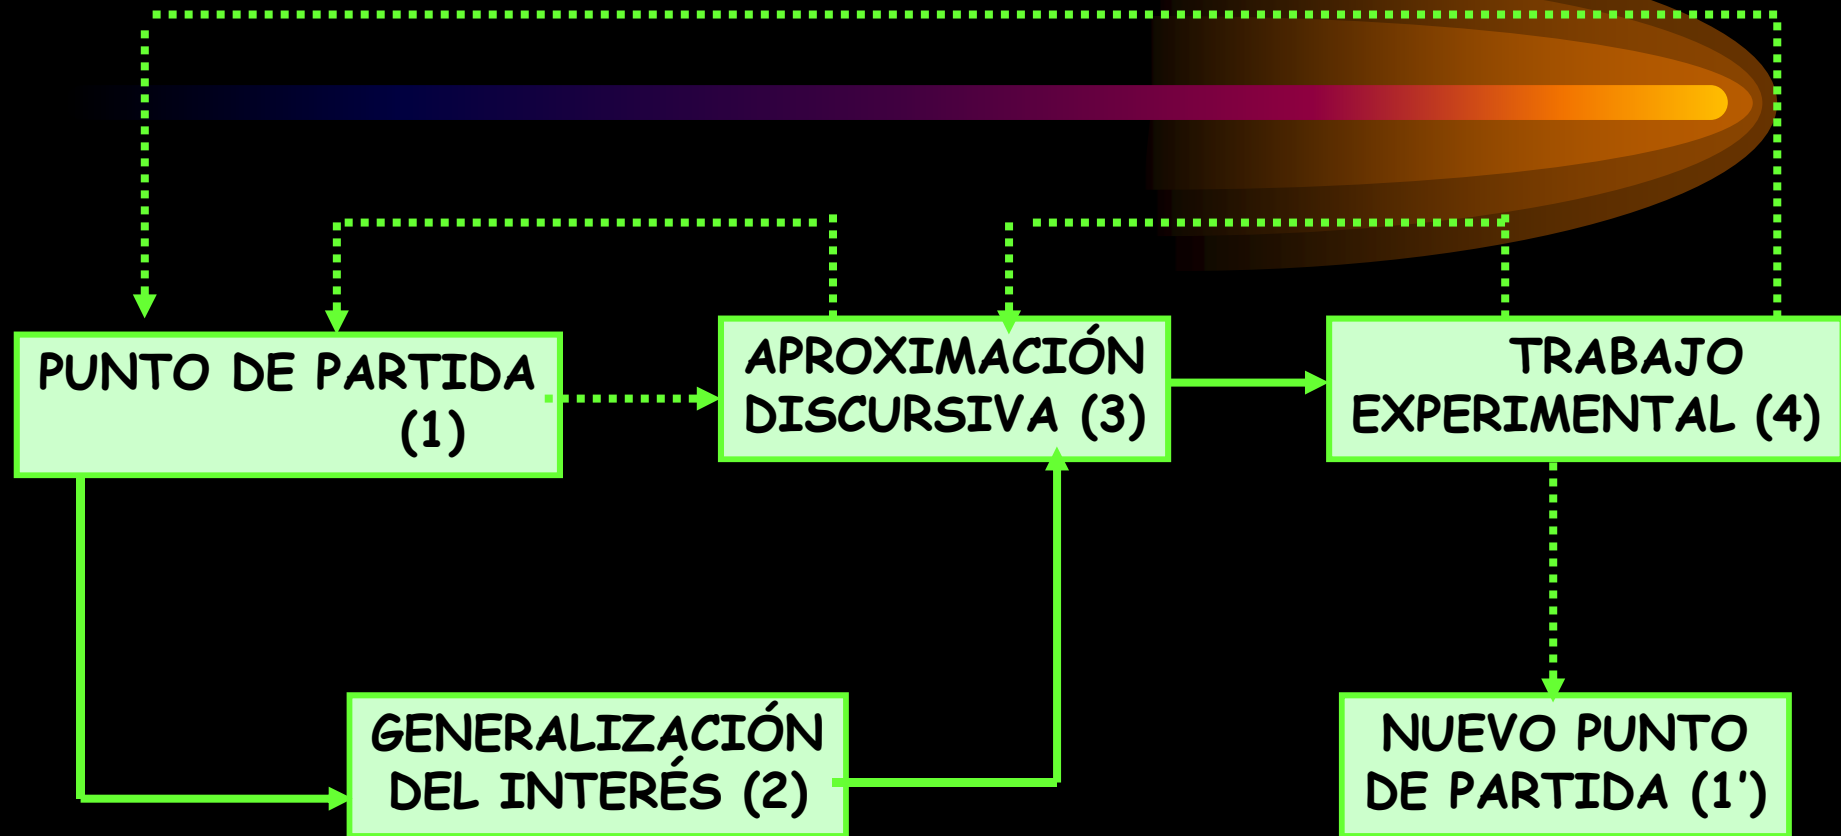 PUNTO DE PARTIDA
(1)
APROXIMACIÓN
DISCURSIVA (3)
TRABAJO
EXPERIMENTAL (4)
GENERALIZACIÓN
DEL INTERÉS (2)
NUEVO PUNTO
DE PARTIDA (1')